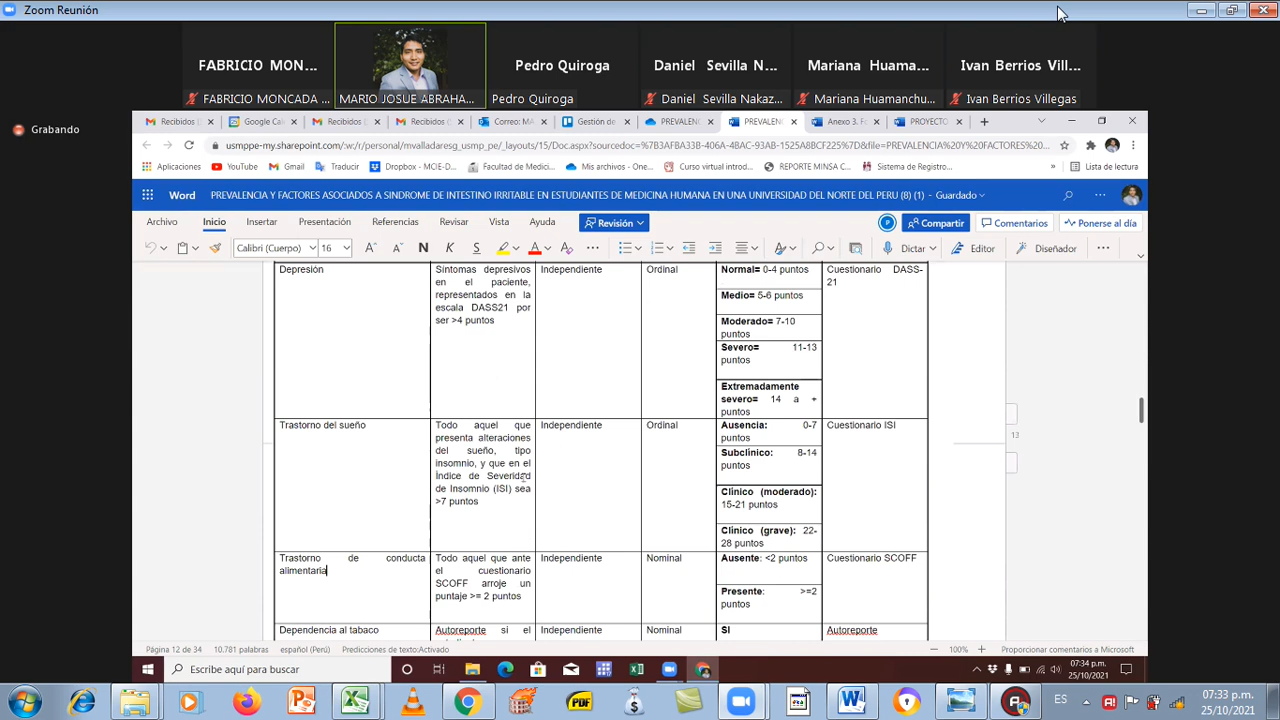 Zoom Reunión
FABRICIO MON...
Pedro Quiroga
Daniel Sevilla N...
Mariana Huama...
Ivan Berrios Vill...
FABRICIO MONCADA ...
MARIO JOSUE ABRAHA...
Pedro Quiroga
Daniel Sevilla Nakaz...
Mariana Huamanchu...
Ivan Berrios Villegas
Grabando
Recibidos (
Google Cal
Recibidos (
Recibidos (
Correo: MA
Gestión de
PREVALENC
PREVALENC
Anexo 3. Fo
PROYECTO
usmppe-my.sharepoint.com/:w:/r/personal/mvalladaresg_usmp_pe/_layouts/15/Doc.aspx?sourcedoc=%7B3AF3333B-406A-4BAC-93AB-1525A8BCF225%7D&file=PREVALENCIA%20Y%20FACTORES%20...
Aplicaciones
YouTube
Gmail
Traducir
Dropbox - MCIE-D...
Facultad de Medici...
Mis archivos - One...
Curso virtual introd...
REPORTE MINSA C...
Sistema de Registro...
»
Lista de lectura
Word
PREVALENCIA Y FACTORES ASOCIADOS A SINDROME DE INTESTINO IRRITABLE EN ESTUDIANTES DE MEDICINA HUMANA EN UNA UNIVERSIDAD DEL NORTE DEL PERU (8) (1) - Guardado
Archivo
Inicio
Insertar
Presentación
Referencias
Revisar
Vista
Ayuda
Revisión
P
Compartir
Comentarios
Ponerse al día
Calibri (Cuerpo)
16
N
K
S
Dictar
Editor
Diseñador
Depresión
Síntomas depresivos
en el paciente,
representados en la
escala DASS21 por
ser >4 puntos
Independiente
Ordinal
Normal= 0-4 puntos
Medio= 5-6 puntos
Moderado= 7-10
puntos
Severo= 11-13
puntos
Extremadamente
severo= 14 a +
puntos
Cuestionario DASS-
21
Trastorno del sueño
Todo aquel que
presenta alteraciones
del sueño, tipo
insomnio, y que en el
Índice de Severidad
de Insomnio (ISI) sea
>7 puntos
Independiente
Ordinal
Ausencia: 0-7
puntos
Subclínico: 8-14
puntos
Clínico (moderado):
15-21 puntos
Clínico (grave): 22-
28 puntos
Cuestionario ISI
13
Trastorno de conducta
alimentaria
Todo aquel que ante
el cuestionario
SCOFF arroje un
puntaje >= 2 puntos
Independiente
Nominal
Ausente: <2 puntos
Presente: >=2
puntos
Cuestionario SCOFF
Dependencia al tabaco
Autoreporte si el
Independiente
Nominal
SI
Autoreporte
Página 12 de 34
10.781 palabras
español (Perú)
Predicciones de texto:Activado
100%
Proporcionar comentarios a Microsoft
Escribe aquí para buscar
07:34 p.m.
25/10/2021
ES
07:33 p.m.
25/10/2021